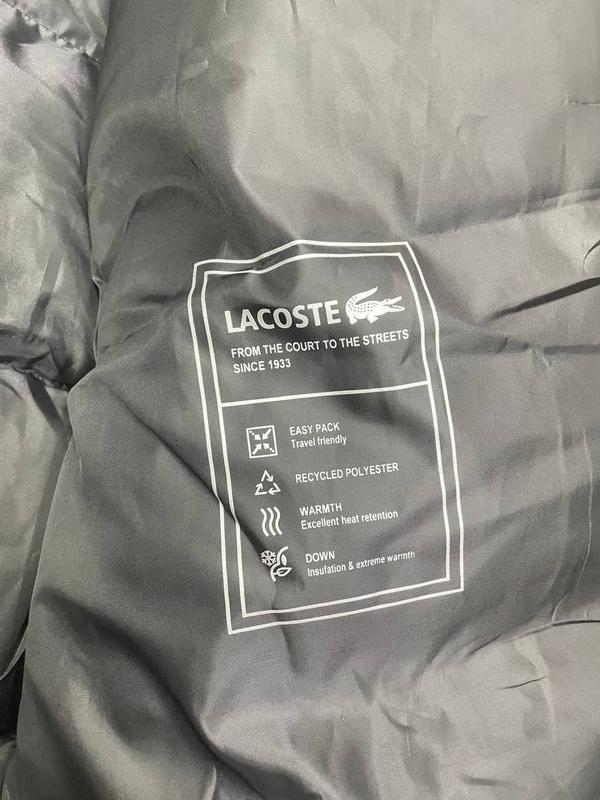 LACOSTE
FROM THE COURT TO THE STREETS
SINCE 1933
EASY PACK
Travel friendly
RECYCLED POLYESTER
WARMTH
Excellent heat retention
DOWN
Insulation & extreme warmth